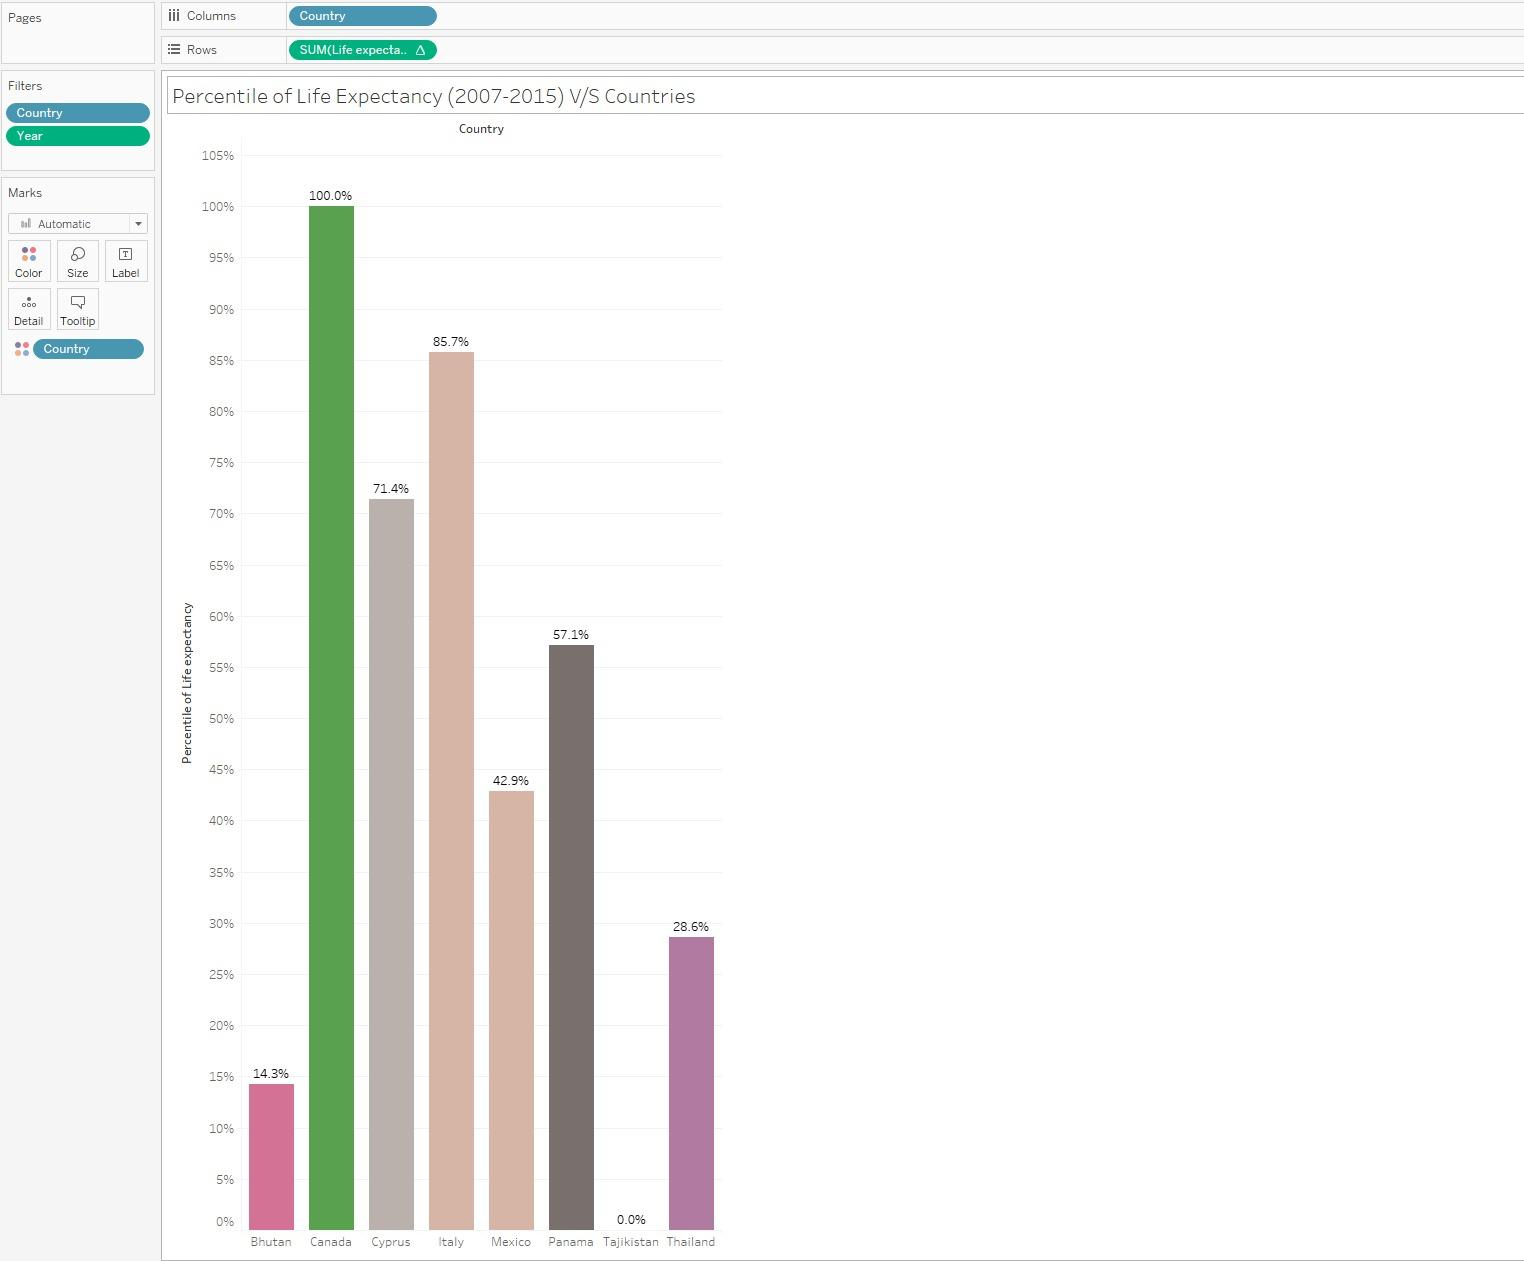 Pages
Columns
Country
Rows
SUM(Life expecta.. Δ
Filters
Country
Year
Marks
Automatic
Color
Size
Label
Detail
Tooltip
Country
Percentile of Life Expectancy (2007-2015) V/S Countries
Country
Percentile of Life expectancy
105%
100%
95%
90%
85%
80%
75%
70%
65%
60%
55%
50%
45%
40%
35%
30%
25%
20%
15%
10%
5%
0%
14.3%
100.0%
71.4%
85.7%
42.9%
57.1%
0.0%
28.6%
Bhutan
Canada
Cyprus
Italy
Mexico
Panama
Tajikistan
Thailand